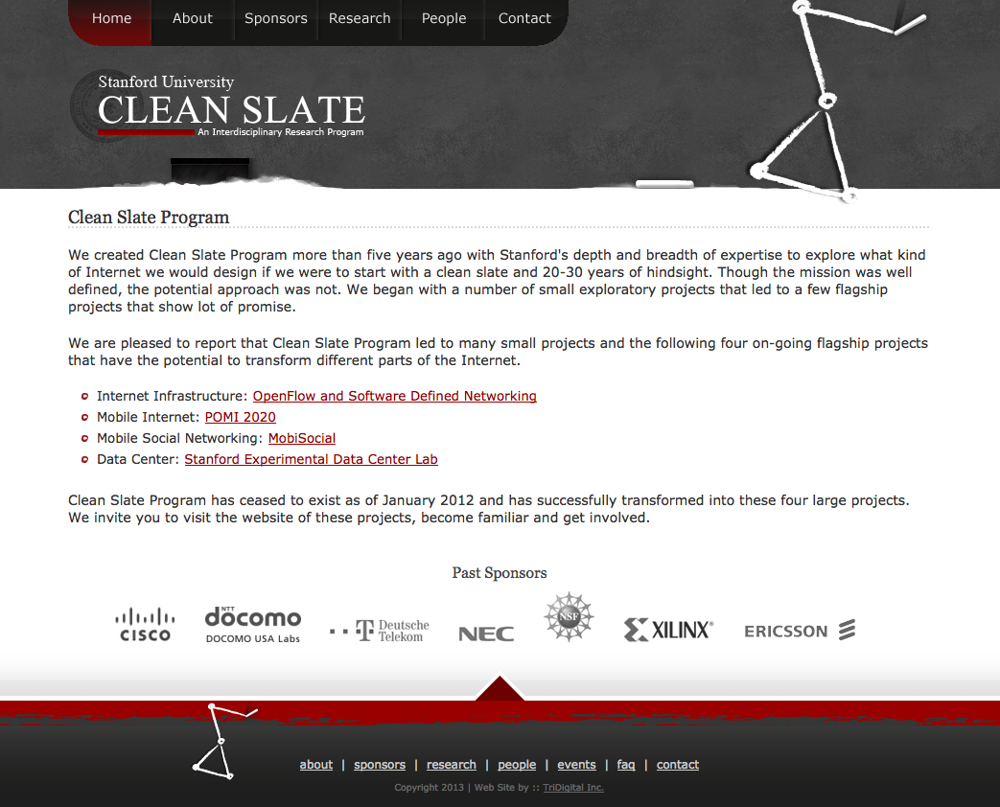 Home About Sponsors Research People Contact
Stanford University
CLEAN SLATE
An Interdisciplinary Research Program
Clean Slate Program
We created Clean Slate Program more than five years ago with Stanford's depth and breadth of expertise to explore what kind
of Internet we would design if we were to start with a clean slate and 20-30 years of hindsight. Though the mission was well
defined, the potential approach was not. We began with a number of small exploratory projects that led to a few flagship
projects that show lot of promise.
We are pleased to report that Clean Slate Program led to many small projects and the following four on-going flagship projects
that have the potential to transform different parts of the Internet.
Internet Infrastructure: OpenFlow and Software Defined Networking
Mobile Internet: POMI 2020
Mobile Social Networking: MobiSocial
Data Center: Stanford Experimental Data Center Lab
Clean Slate Program has ceased to exist as of January 2012 and has successfully transformed into these four large projects.
We invite you to visit the website of these projects, become familiar and get involved.
Past Sponsors
CISCO
NTT
döcomo
DOCOMO USA Labs
T Deutsche
Telekom
NEC
NSF
XILINX®
ERICSSON
about | sponsors | research | people | events | faq | contact
Copyright 2013 | Web Site by :: TriDigital Inc.